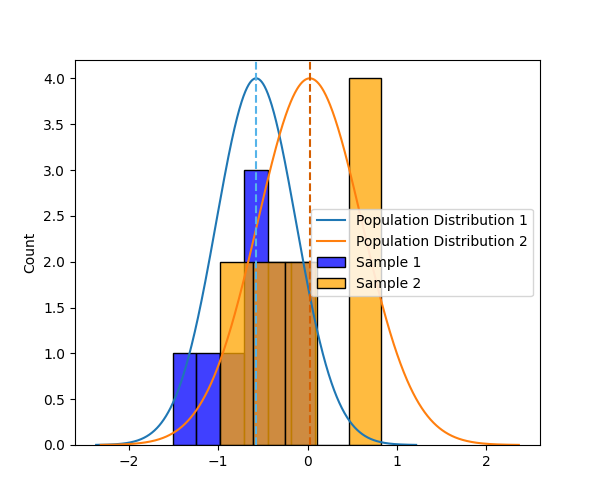 4.0
3.5
3.0
2.5
2.0
1.5
1.0
0.5
0.0
Count
Population Distribution 1
Population Distribution 2
Sample 1
Sample 2
−2
−1
0
1
2